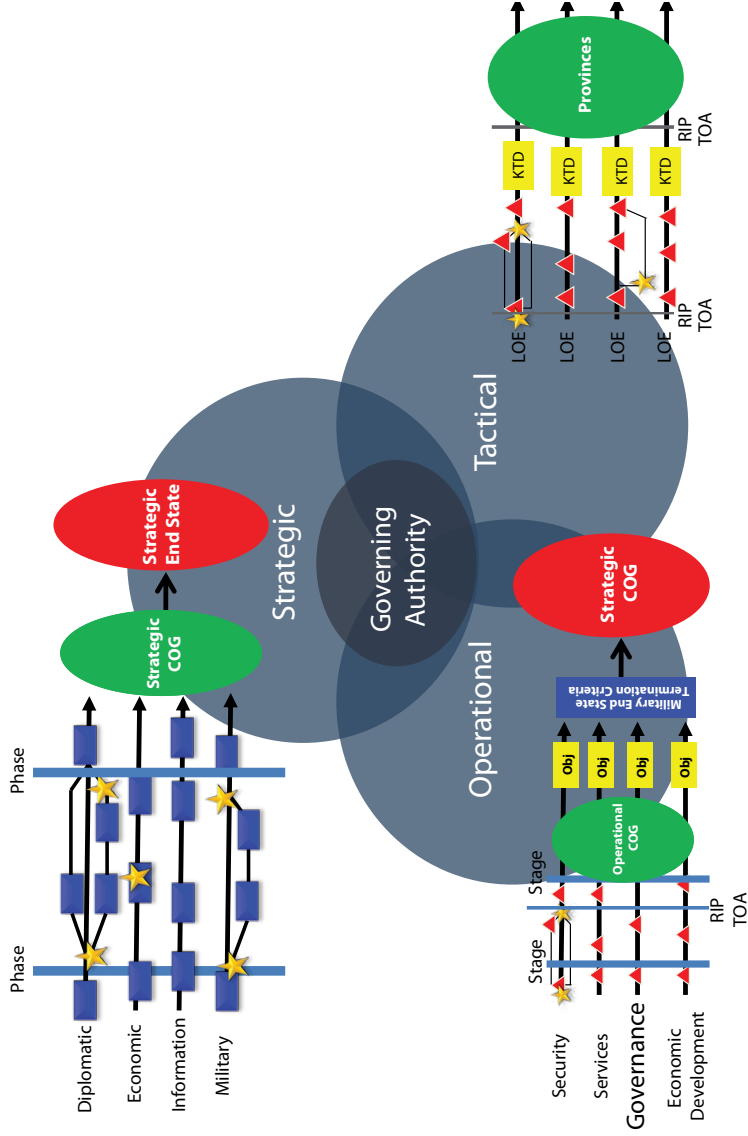 Phase
Phase
Diplomatic
Economic
Information
Military
Strategic
COG
Strategic
End State
Strategic
Governing
Authority
Operational
Tactical
Stage
Stage
RIP
TOA
Security
Services
Governance
Economic
Development
Operational
COG
Obj
Obj
Obj
Obj
Military End State
Termination Criteria
Strategic
COG
LOE
LOE
LOE
LOE
RIP
TOA
KTD
KTD
KTD
KTD
RIP
TOA
Provinces